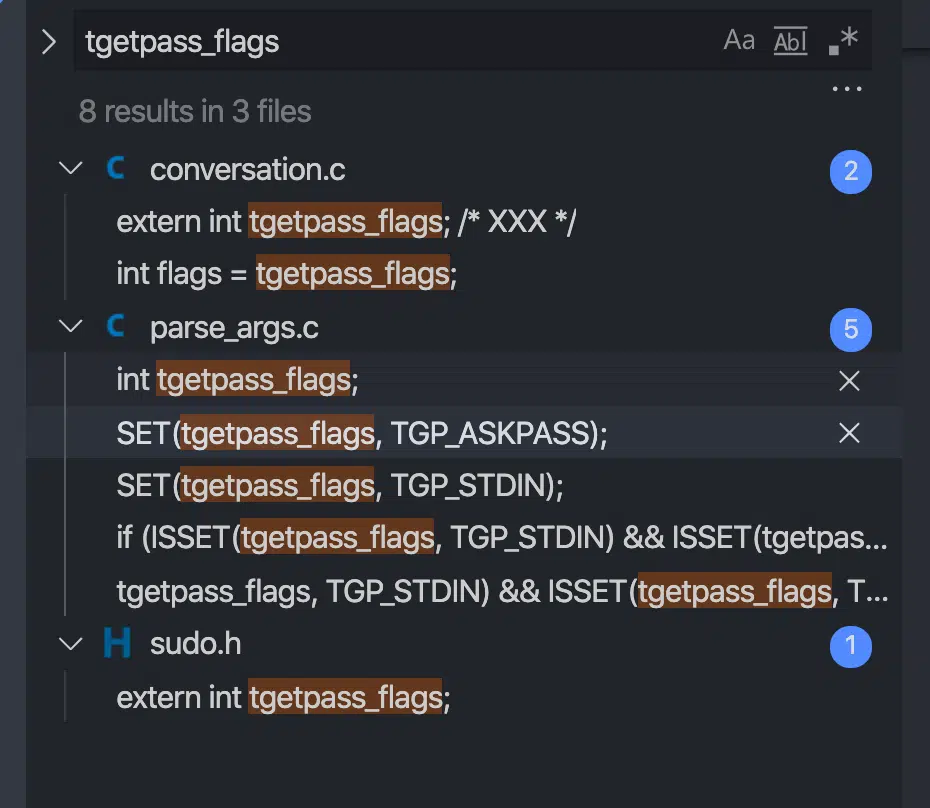 tgetpass_flags Aa Abl .*
...
8 results in 3 files
C conversation.c 2
extern int tgetpass_flags; /* XXX */
int flags = tgetpass_flags;
C parse_args.c 5
int tgetpass_flags;
SET(tgetpass_flags, TGP_ASKPASS);
SET(tgetpass_flags, TGP_STDIN);
if (ISSET(tgetpass_flags, TGP_STDIN) && ISSET(tgetpas...
tgetpass_flags, TGP_STDIN) && ISSET(tgetpass_flags, T...
H sudo.h 1
extern int tgetpass_flags;